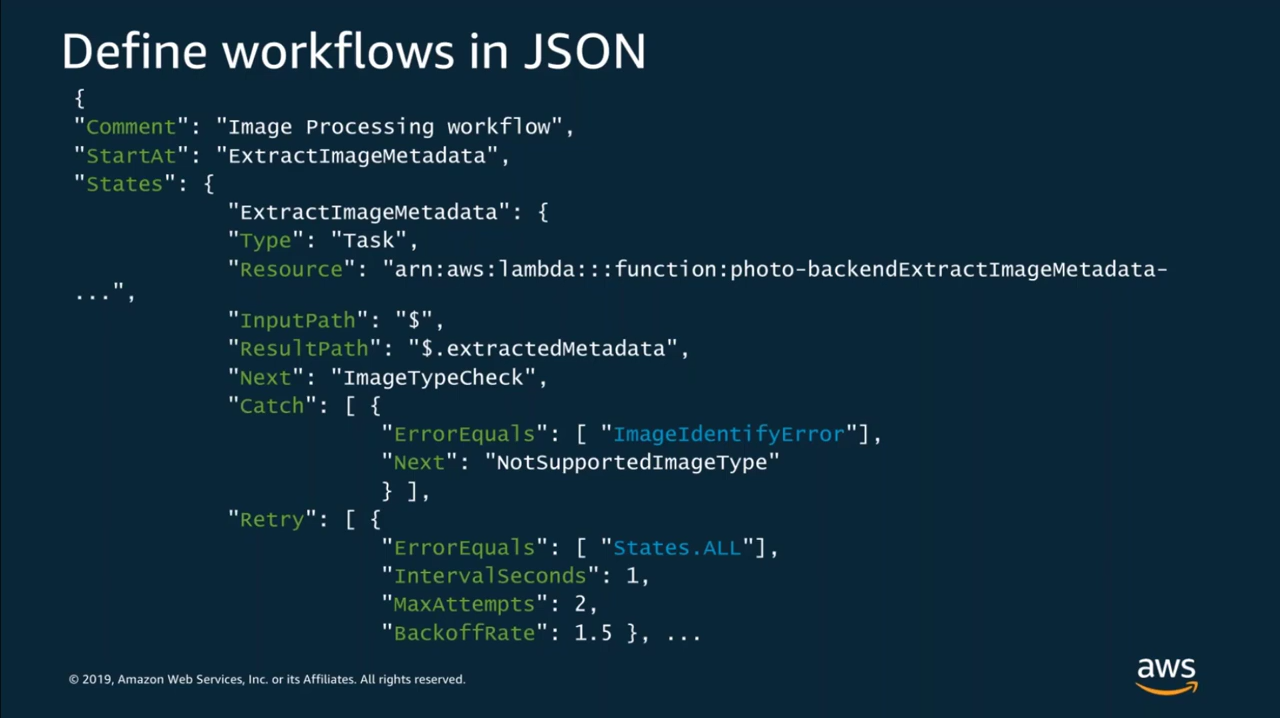 Define workflows in JSON
{
"Comment": "Image Processing workflow",
"StartAt": "ExtractImageMetadata",
"States": {
"ExtractImageMetadata": {
"Type": "Task",
"Resource": "arn:aws:lambda:::function:photo-backendExtractImageMetadata-
...",
"InputPath": "$",
"ResultPath": "$.extractedMetadata",
"Next": "ImageTypeCheck",
"Catch": [ {
"ErrorEquals": [ "ImageIdentifyError"],
"Next": "NotSupportedImageType"
} ],
"Retry": [ {
"ErrorEquals": [ "States.ALL"],
"IntervalSeconds": 1,
"MaxAttempts": 2,
"BackoffRate": 1.5 }, ...
© 2019, Amazon Web Services, Inc. or its Affiliates. All rights reserved.
aws